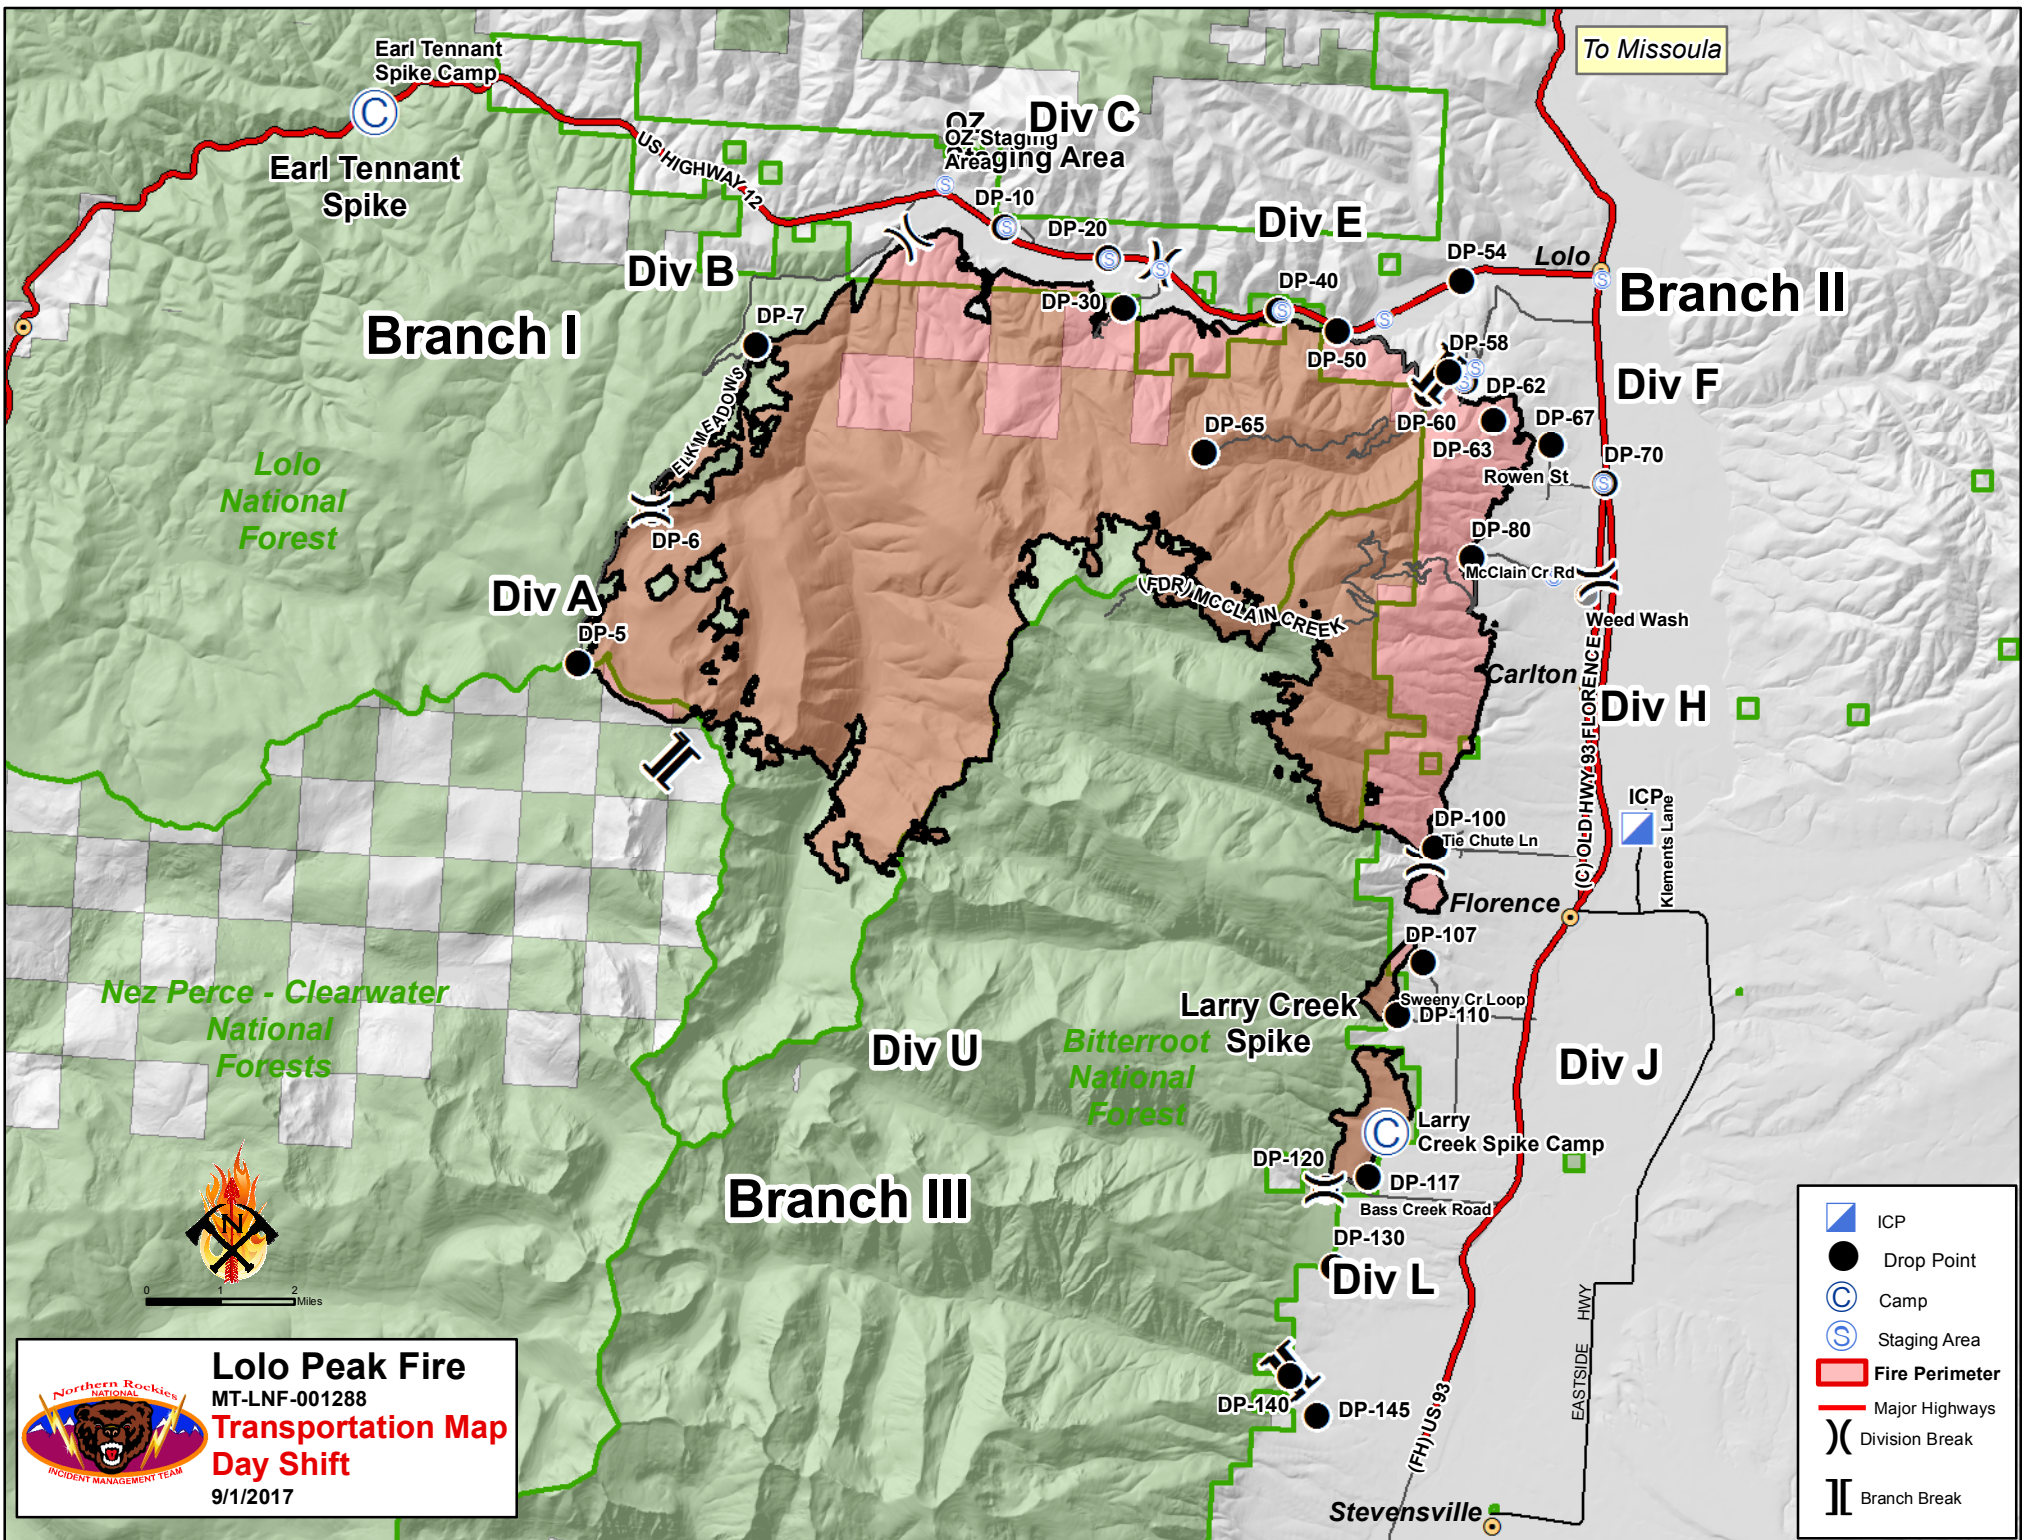 To Missoula
Earl Tennant
Spike Camp
C
Earl Tennant
Spike
US HIGHWAY 12
OZ
Staging Area
OZ Staging
Area
Div C
S
DP-10
S
DP-20
S
S
Div E
Div B
Branch I
DP-7
DP-30
DP-40
S
DP-50
S
DP-54
Lolo
S
Branch II
DP-58
S
S
DP-62
Div F
DP-60
DP-63
DP-67
DP-65
Rowen St
DP-70
S
ELK MEADOWS
Lolo
National
Forest
DP-6
DP-80
McClain Cr Rd
Weed Wash
(FDR) MCCLAIN CREEK
Div A
DP-5
Carlton
Div H
(C) OLD HWY 93 FLORENCE
ICP
Klements Lane
DP-100
Tie Chute Ln
Florence
DP-107
Nez Perce - Clearwater
National
Forests
Larry Creek
Spike
Sweeny Cr Loop
DP-110
Div U
Bitterroot
National
Forest
Div J
C
Larry
Creek Spike Camp
DP-120
DP-117
Bass Creek Road
Branch III
DP-130
Div L
DP-140
DP-145
(FH) US 93
EASTSIDE HWY
Stevensville
N
0 1 2
Miles
Northern Rockies
NATIONAL
INCIDENT MANAGEMENT TEAM
Lolo Peak Fire
MT-LNF-001288
Transportation Map
Day Shift
9/1/2017
ICP
Drop Point
C Camp
S Staging Area
Fire Perimeter
Major Highways
Division Break
Branch Break